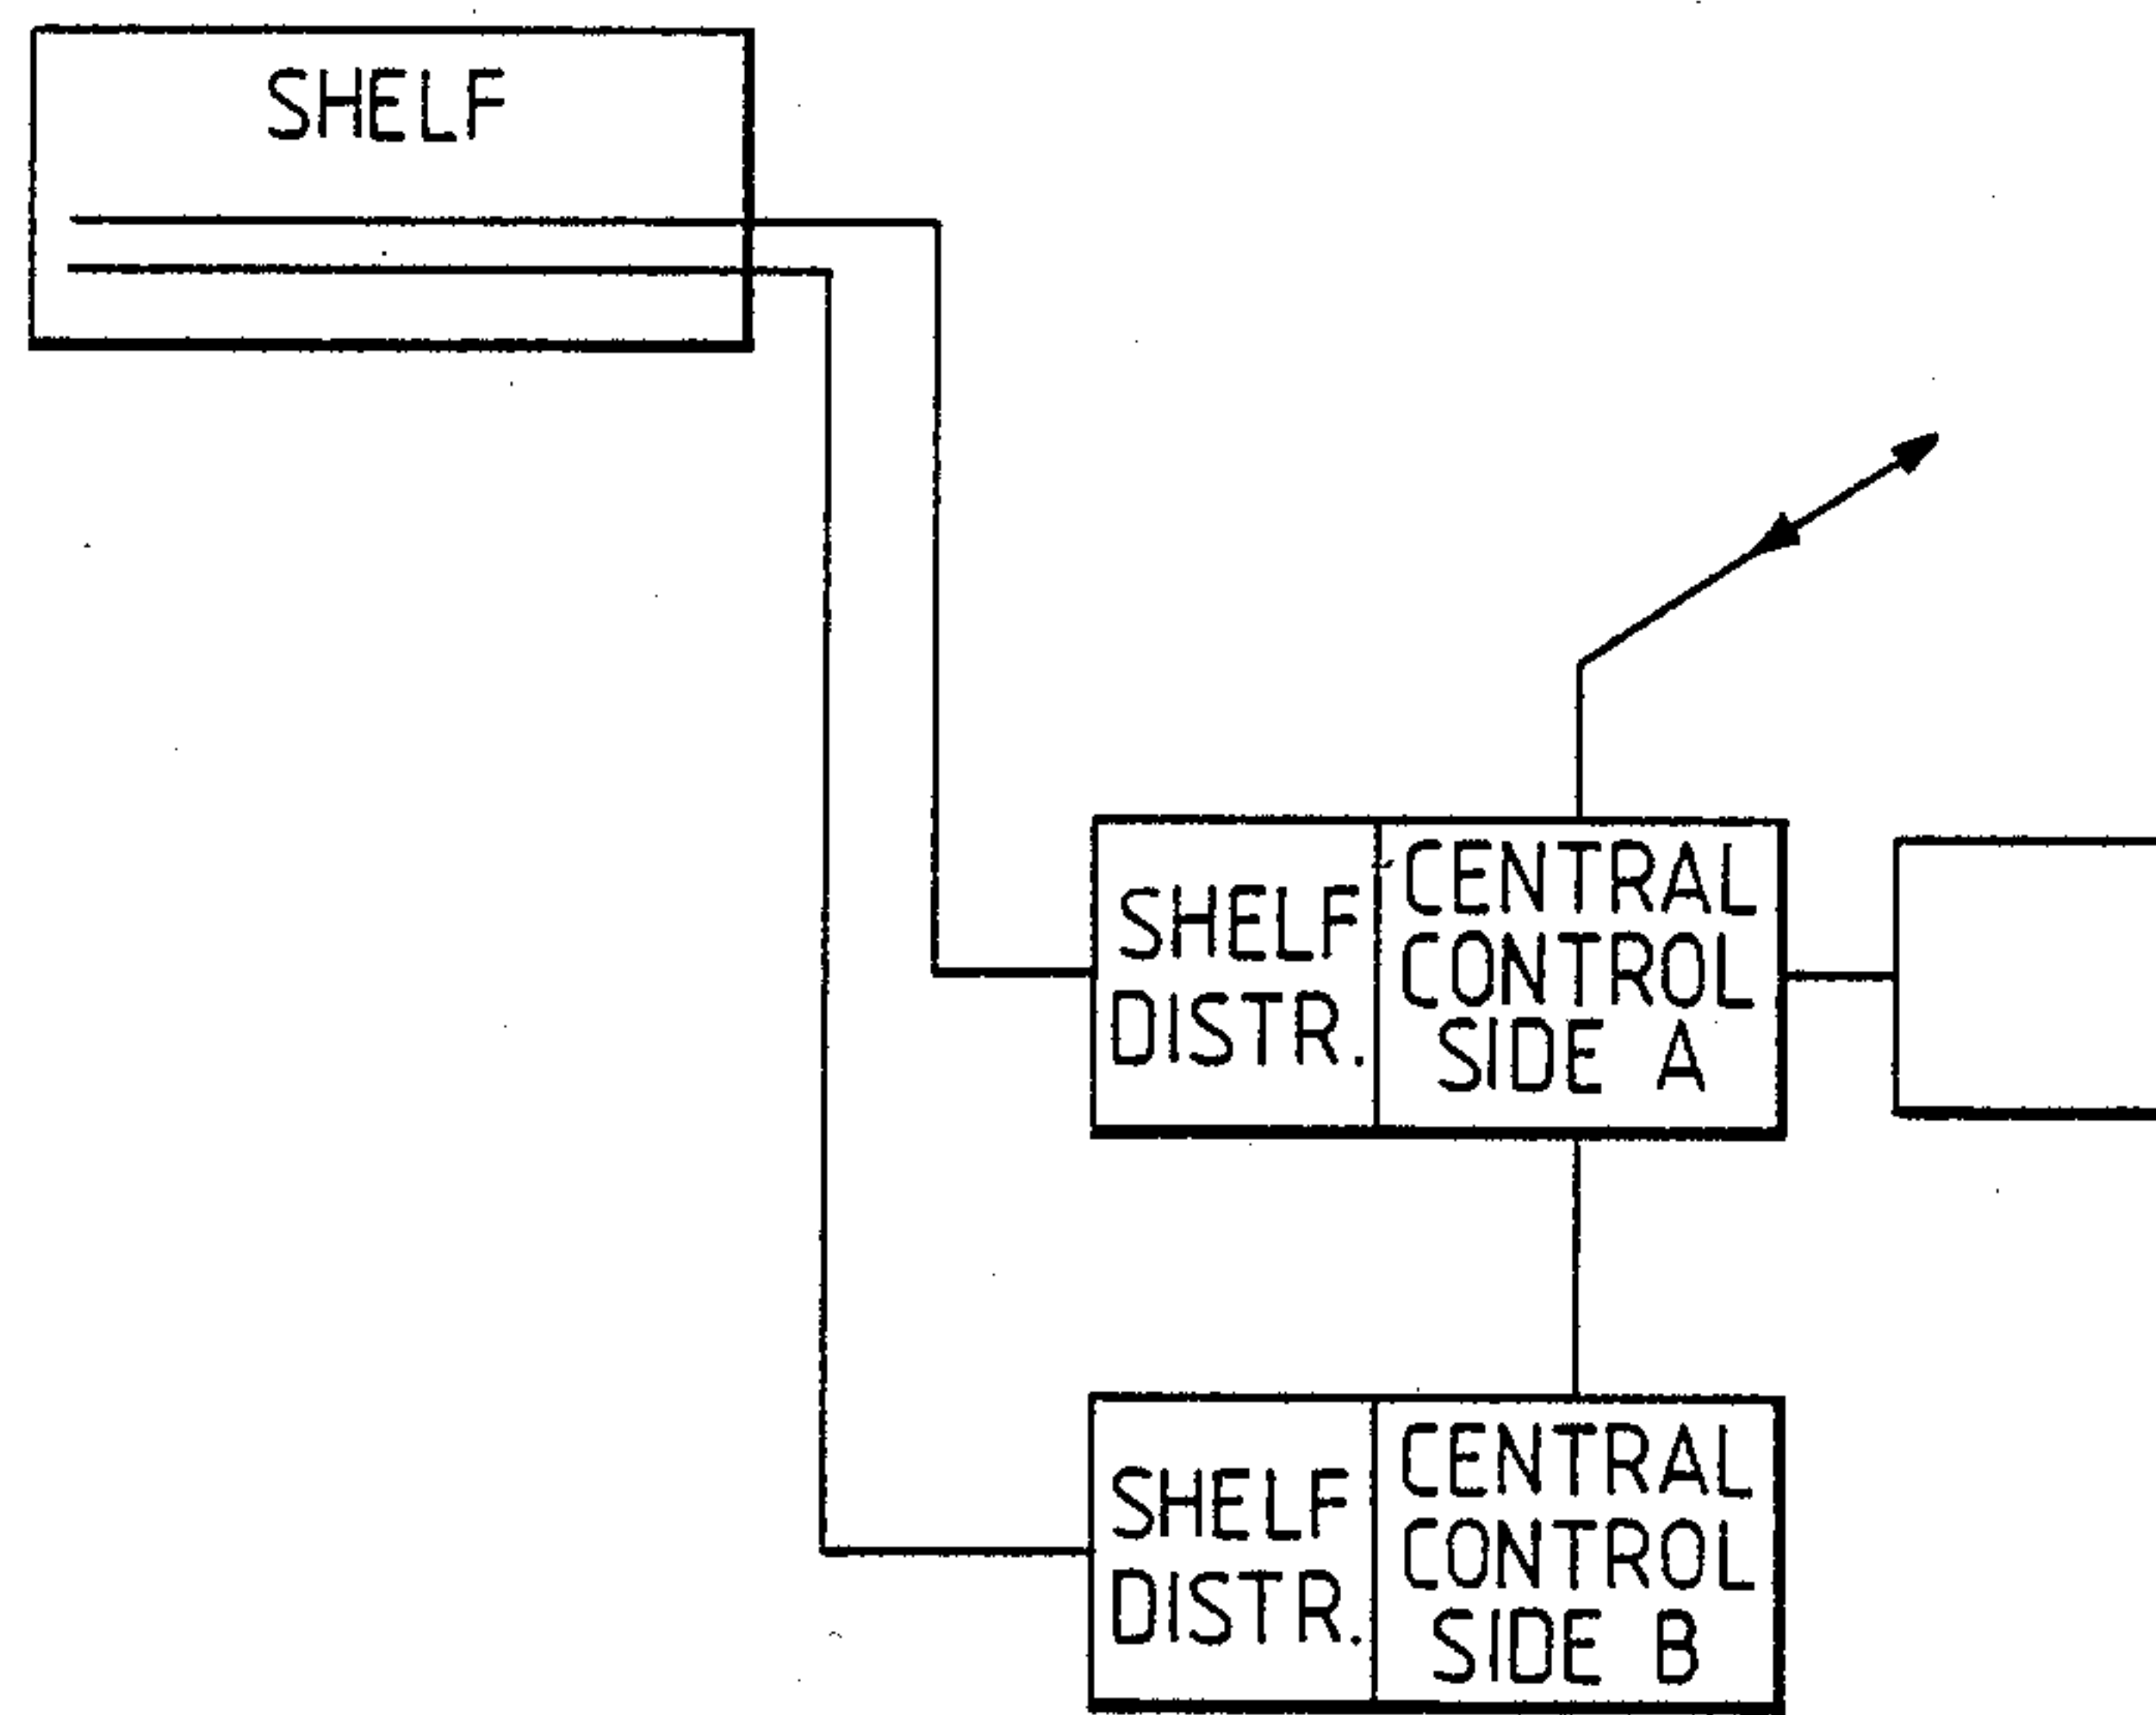 SHELF
SHELF
DISTR.
CENTRAL
CONTROL
SIDE A
SHELF
DISTR.
CENTRAL
CONTROL
SIDE B